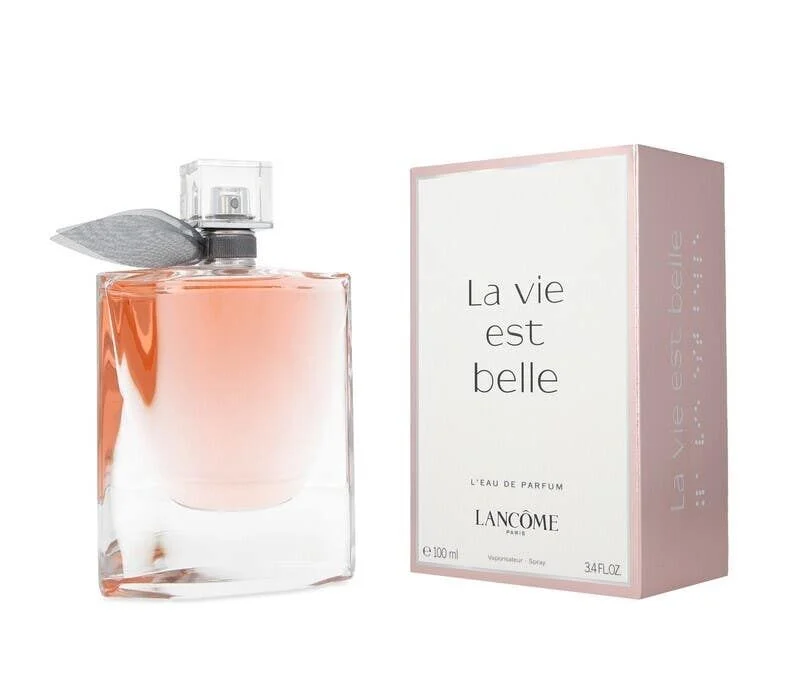 La vie
est
belle
L'EAU DE PARFUM
LANCÔME
PARIS
℮ 100 ml
Vaporisateur · Spray
3.4 FL.OZ.
La vie est belle